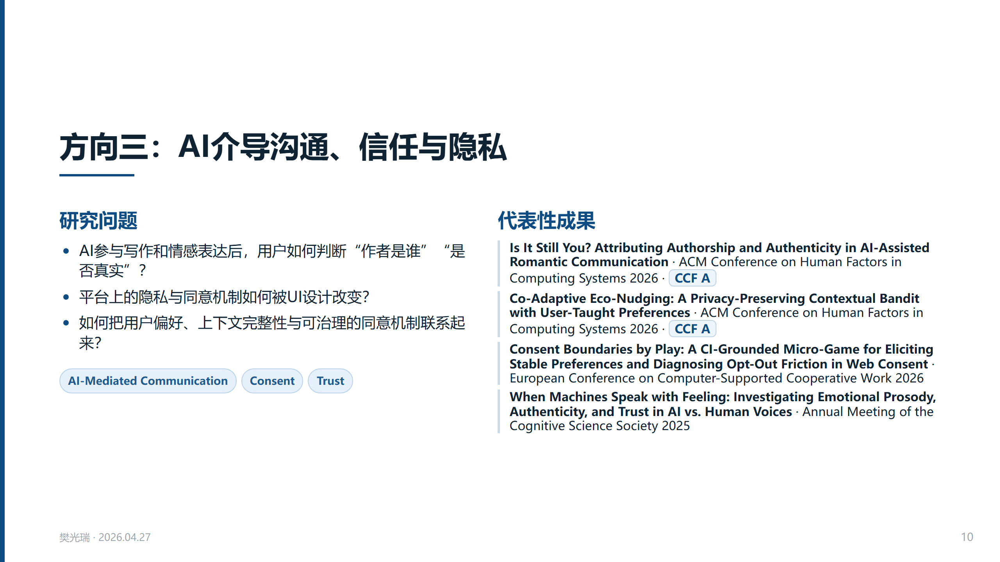 方向三：AI介导沟通、信任与隐私
研究问题
AI参与写作和情感表达后，用户如何判断“作者是谁”“是
否真实”？
平台上的隐私与同意机制如何被UI设计改变？
如何把用户偏好、上下文完整性与可治理的同意机制联系起
来？
AI-Mediated Communication Consent Trust
代表性成果
Is It Still You? Attributing Authorship and Authenticity in AI-Assisted
Romantic Communication · ACM Conference on Human Factors in
Computing Systems 2026 · CCF A
Co-Adaptive Eco-Nudging: A Privacy-Preserving Contextual Bandit
with User-Taught Preferences · ACM Conference on Human Factors in
Computing Systems 2026 · CCF A
Consent Boundaries by Play: A CI-Grounded Micro-Game for Eliciting
Stable Preferences and Diagnosing Opt-Out Friction in Web Consent ·
European Conference on Computer-Supported Cooperative Work 2026
When Machines Speak with Feeling: Investigating Emotional Prosody,
Authenticity, and Trust in AI vs. Human Voices · Annual Meeting of the
Cognitive Science Society 2025
樊光瑞 · 2026.04.27
10